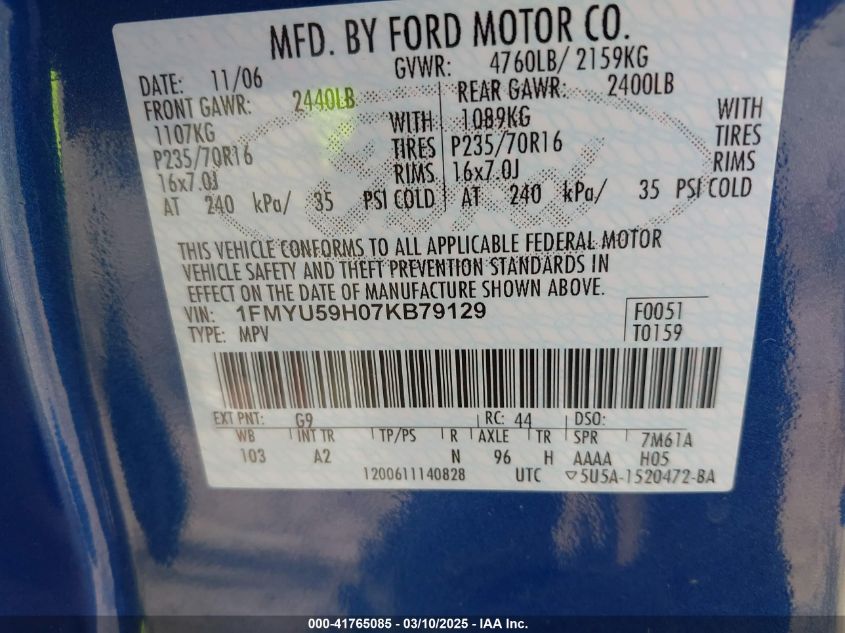 MFD. BY FORD MOTOR CO.
DATE: 11/06 GVWR: 4760LB/ 2159KG
FRONT GAWR: 2440LB REAR GAWR: 2400LB
1107KG WITH 1089KG WITH
P235/70R16 TIRES P235/70R16 TIRES
16x7.0J RIMS 16x7.0J RIMS
AT 240 kPa/ 35 PSI COLD AT 240 kPa/ 35 PSI COLD
THIS VEHICLE CONFORMS TO ALL APPLICABLE FEDERAL MOTOR
VEHICLE SAFETY AND THEFT PREVENTION STANDARDS IN
EFFECT ON THE DATE OF MANUFACTURE SHOWN ABOVE.
VIN: 1FMYU59H07KB79129 F0051
TYPE: MPV T0159
EXT PNT: G9 RC: 44 DSO:
WB INT TR TP/PS R AXLE TR SPR 7M61A
103 A2 N 96 H AAAA H05
1200611140828 UTC ▽5U5A-1520472-BA
000-41765085 - 03/10/2025 - IAA Inc.